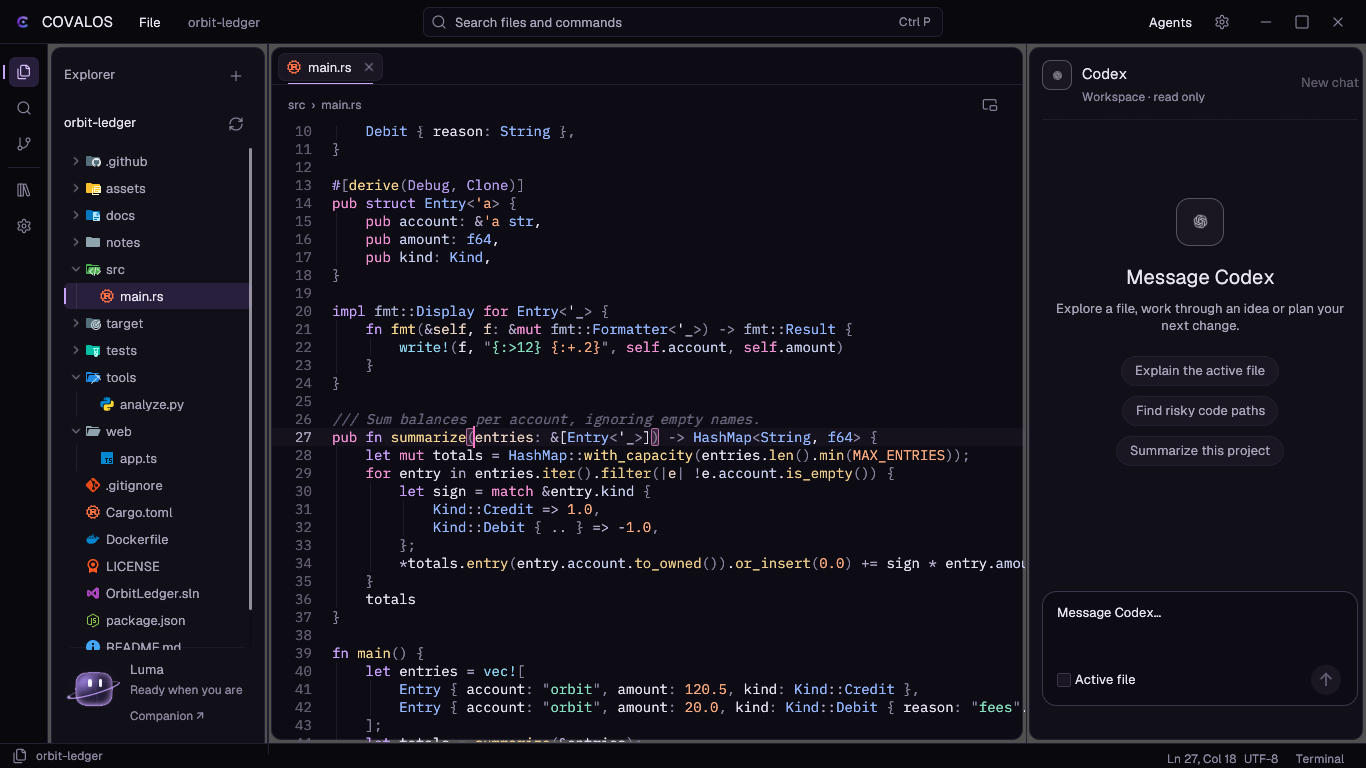 COVALOS File orbit-ledger
Search files and commands Ctrl P
Agents
Explorer
orbit-ledger
.github
assets
docs
notes
src
main.rs
target
tests
tools
analyze.py
web
app.ts
.gitignore
Cargo.toml
Dockerfile
LICENSE
OrbitLedger.sln
package.json
README.md
Luma
Ready when you are
Companion ↗
main.rs
src › main.rs
10     Debit { reason: String },
11 }
12
13 #[derive(Debug, Clone)]
14 pub struct Entry<'a> {
15     pub account: &'a str,
16     pub amount: f64,
17     pub kind: Kind,
18 }
19
20 impl fmt::Display for Entry<'_> {
21     fn fmt(&self, f: &mut fmt::Formatter<'_>) -> fmt::Result {
22         write!(f, "{:>12} {:+.2}", self.account, self.amount)
23     }
24 }
25
26 /// Sum balances per account, ignoring empty names.
27 pub fn summarize(entries: &[Entry<'_>]) -> HashMap<String, f64> {
28     let mut totals = HashMap::with_capacity(entries.len().min(MAX_ENTRIES));
29     for entry in entries.iter().filter(|e| !e.account.is_empty()) {
30         let sign = match &entry.kind {
31             Kind::Credit => 1.0,
32             Kind::Debit { .. } => -1.0,
33         };
34         *totals.entry(entry.account.to_owned()).or_insert(0.0) += sign * entry.amou
35     }
36     totals
37 }
38
39 fn main() {
40     let entries = vec![
41         Entry { account: "orbit", amount: 120.5, kind: Kind::Credit },
42         Entry { account: "orbit", amount: 20.0, kind: Kind::Debit { reason: "fees".
43     ];
44     let totals = summarize(&entries);
Codex
Workspace · read only
New chat
Message Codex
Explore a file, work through an idea or plan your
next change.
Explain the active file
Find risky code paths
Summarize this project
Message Codex…
Active file
orbit-ledger
Ln 27, Col 18 UTF-8 Terminal